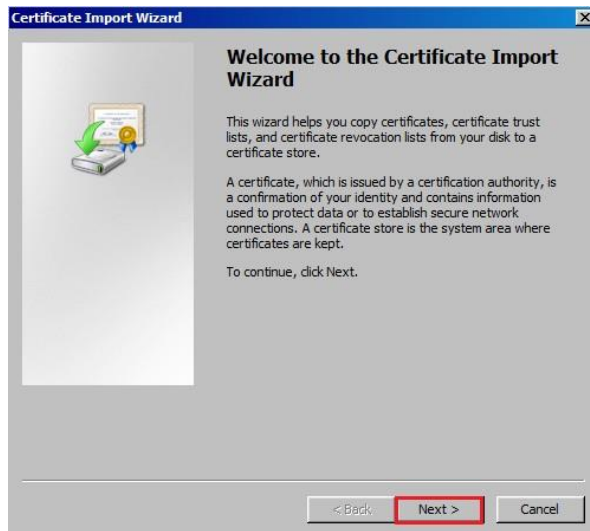 Certificate Import Wizard
Welcome to the Certificate Import
Wizard
This wizard helps you copy certificates, certificate trust
lists, and certificate revocation lists from your disk to a
certificate store.
A certificate, which is issued by a certification authority, is
a confirmation of your identity and contains information
used to protect data or to establish secure network
connections. A certificate store is the system area where
certificates are kept.
To continue, click Next.
< Back Next > Cancel